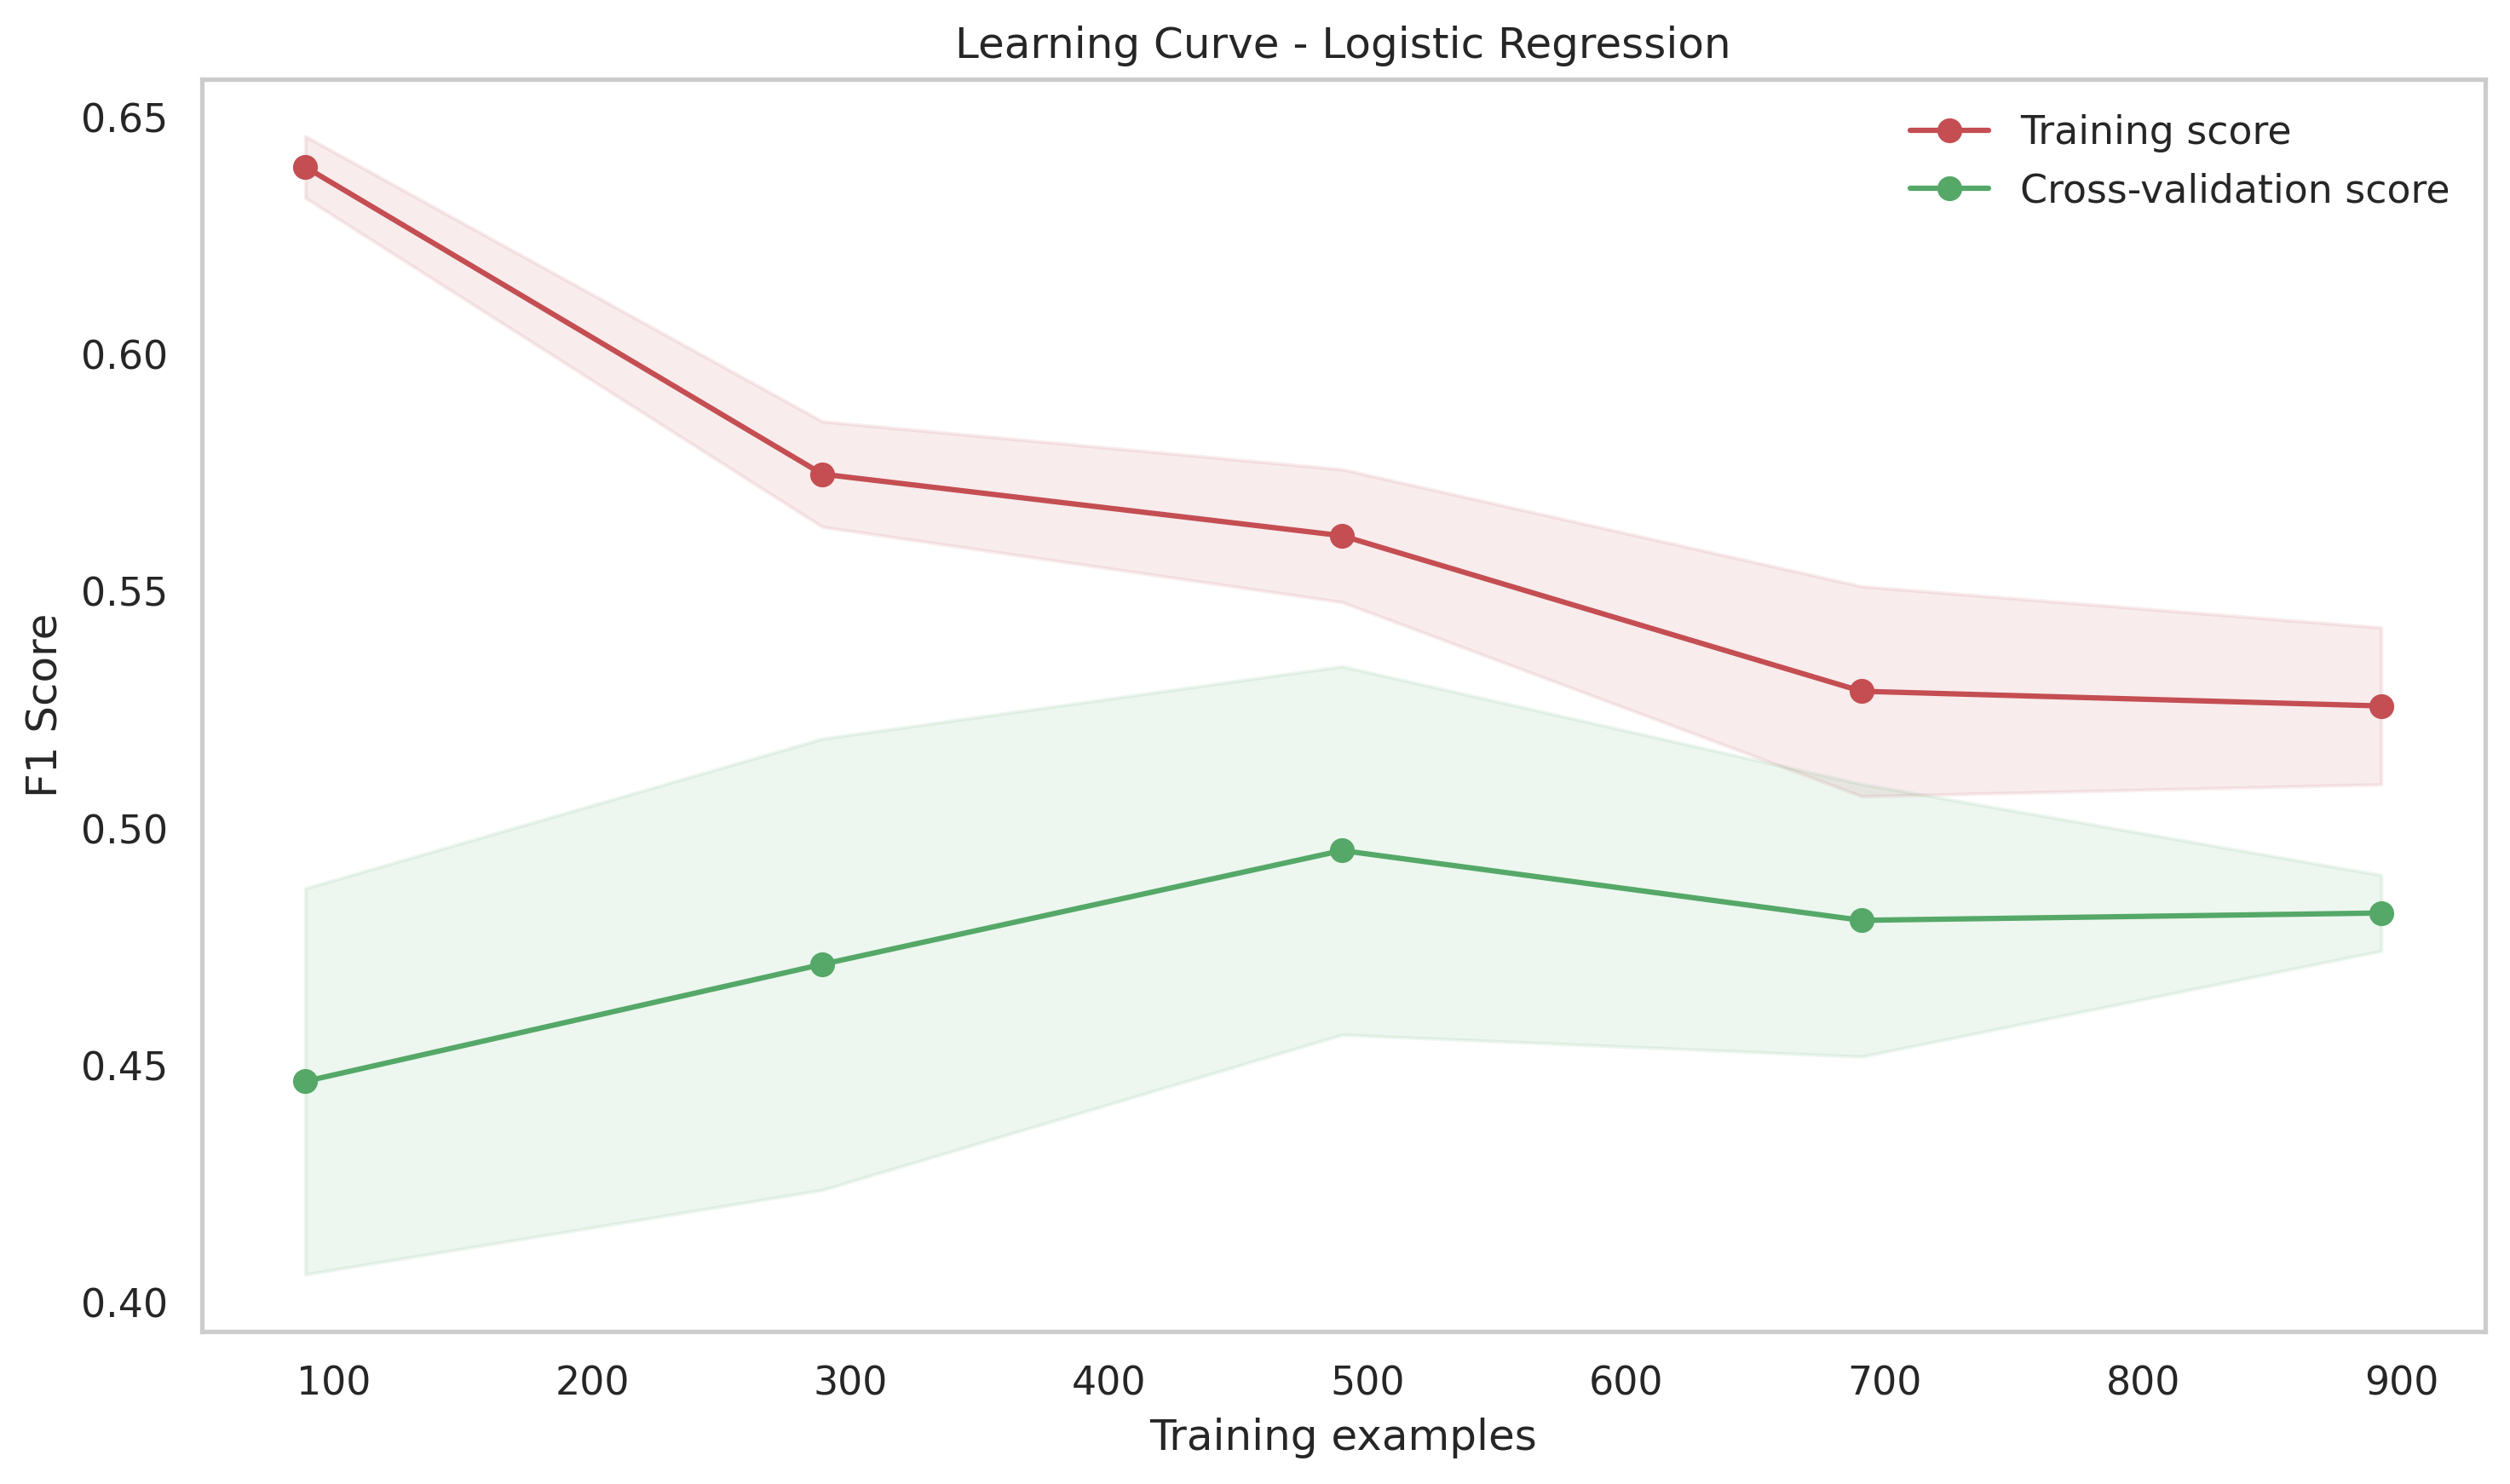 Learning Curve - Logistic Regression
Training score
Cross-validation score
F1 Score
0.65
0.60
0.55
0.50
0.45
0.40
100 200 300 400 500 600 700 800 900
Training examples